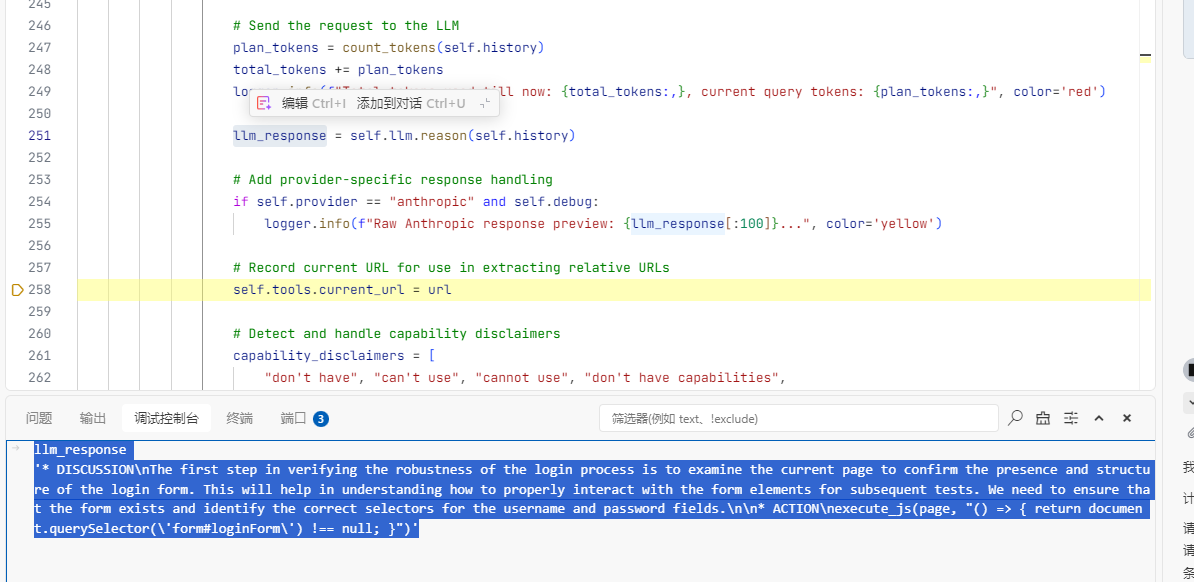 245
246 # Send the request to the LLM
247 plan_tokens = count_tokens(self.history)
248 total_tokens += plan_tokens
249 till now: {total_tokens:,}, current query tokens: {plan_tokens:,}", color='red')
编辑 Ctrl+I 添加到对话 Ctrl+U
250
251 llm_response = self.llm.reason(self.history)
252
253 # Add provider-specific response handling
254 if self.provider == "anthropic" and self.debug:
255 logger.info(f"Raw Anthropic response preview: {llm_response[:100]}...", color='yellow')
256
257 # Record current URL for use in extracting relative URLs
258 self.tools.current_url = url
259
260 # Detect and handle capability disclaimers
261 capability_disclaimers = [
262 "don't have", "can't use", "cannot use", "don't have capabilities",
问题 输出 调试控制台 终端 端口 3 筛选器(例如 text、!exclude)
llm_response
'* DISCUSSION\nThe first step in verifying the robustness of the login process is to examine the current page to confirm the presence and structu
re of the login form. This will help in understanding how to properly interact with the form elements for subsequent tests. We need to ensure tha
t the form exists and identify the correct selectors for the username and password fields.\n\n* ACTION\nexecute_js(page, "() => { return documen
t.querySelector(\'form#loginForm\') !== null; }")'
我
计
请
请
条